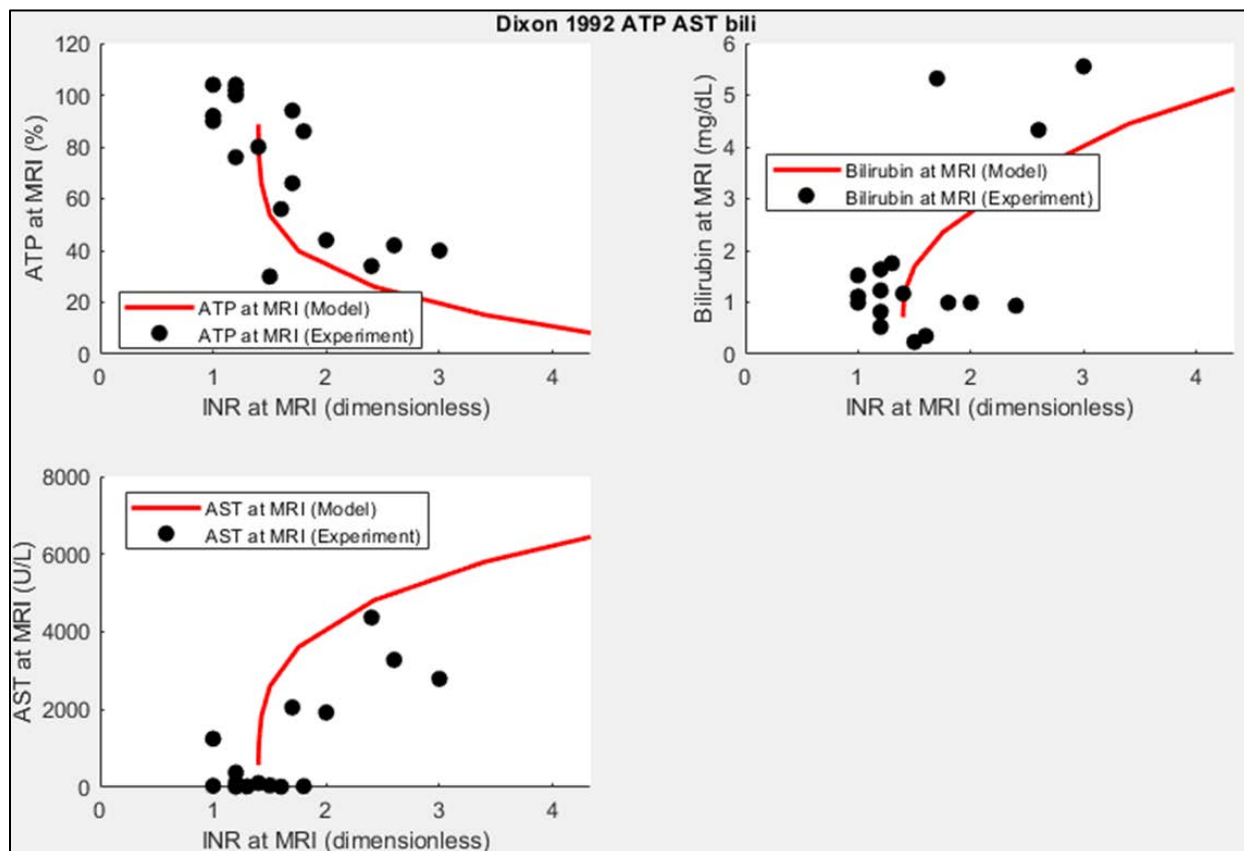 Dixon 1992 ATP AST bili
120
100
80
60
40
20
0
ATP at MRI (%)
ATP at MRI (Model)
ATP at MRI (Experiment)
0 1 2 3 4
INR at MRI (dimensionless)
6
5
4
3
2
1
0
Bilirubin at MRI (mg/dL)
Bilirubin at MRI (Model)
Bilirubin at MRI (Experiment)
0 1 2 3 4
INR at MRI (dimensionless)
8000
6000
4000
2000
0
AST at MRI (U/L)
AST at MRI (Model)
AST at MRI (Experiment)
0 1 2 3 4
INR at MRI (dimensionless)